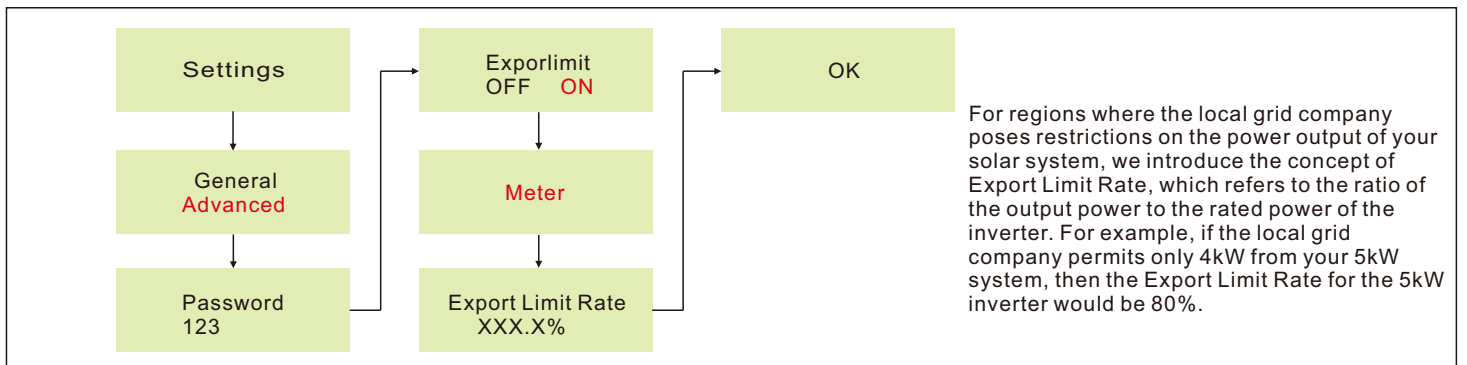 Settings
General
Advanced
Password
123
Exporlimit
OFF ON
Meter
Export Limit Rate
XXX.X%
OK
For regions where the local grid company
poses restrictions on the power output of your
solar system, we introduce the concept of
Export Limit Rate, which refers to the ratio of
the output power to the rated power of the
inverter. For example, if the local grid
company permits only 4kW from your 5kW
system, then the Export Limit Rate for the 5kW
inverter would be 80%.